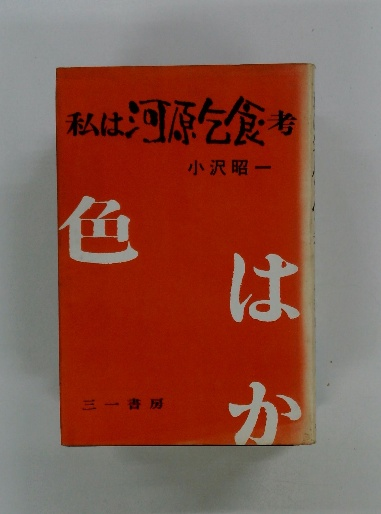 私は河原乞食・考
小沢昭一
色
はか
三一書房